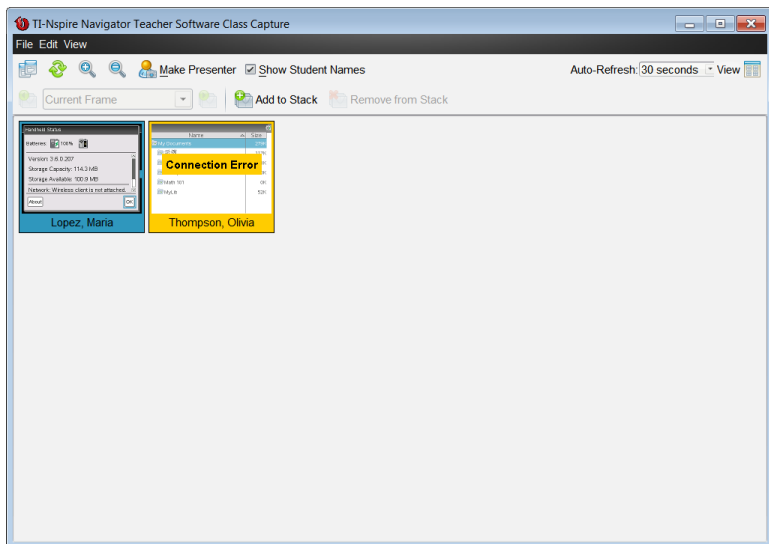 TI-Nspire Navigator Teacher Software Class Capture
File Edit View
Make Presenter Show Student Names Auto-Refresh: 30 seconds View
Current Frame Add to Stack Remove from Stack
Handheld Status
Batteries: 100%
Version 3.6.0.207
Storage Capacity: 114.3 MB
Storage Available: 100.9 MB
Network: Wireless client is not attached.
About OK
Lopez, Maria
Name Size
My Documents
Connection Error
Math 101 0K
MyLib 52K
Thompson, Olivia